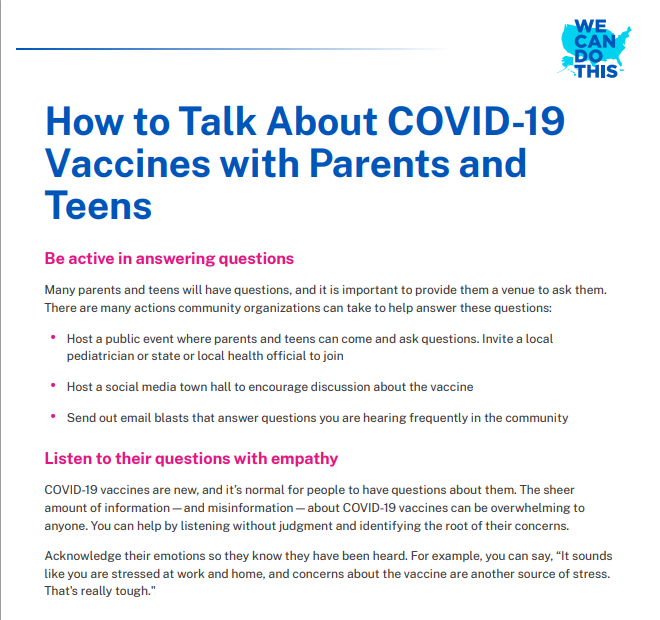 WE
CAN
DO
THIS
How to Talk About COVID-19
Vaccines with Parents and
Teens
Be active in answering questions
Many parents and teens will have questions, and it is important to provide them a venue to ask them.
There are many actions community organizations can take to help answer these questions:
• Host a public event where parents and teens can come and ask questions. Invite a local
pediatrician or state or local health official to join
• Host a social media town hall to encourage discussion about the vaccine
• Send out email blasts that answer questions you are hearing frequently in the community
Listen to their questions with empathy
COVID-19 vaccines are new, and it’s normal for people to have questions about them. The sheer
amount of information—and misinformation—about COVID-19 vaccines can be overwhelming to
anyone. You can help by listening without judgment and identifying the root of their concerns.
Acknowledge their emotions so they know they have been heard. For example, you can say, “It sounds
like you are stressed at work and home, and concerns about the vaccine are another source of stress.
That’s really tough.”